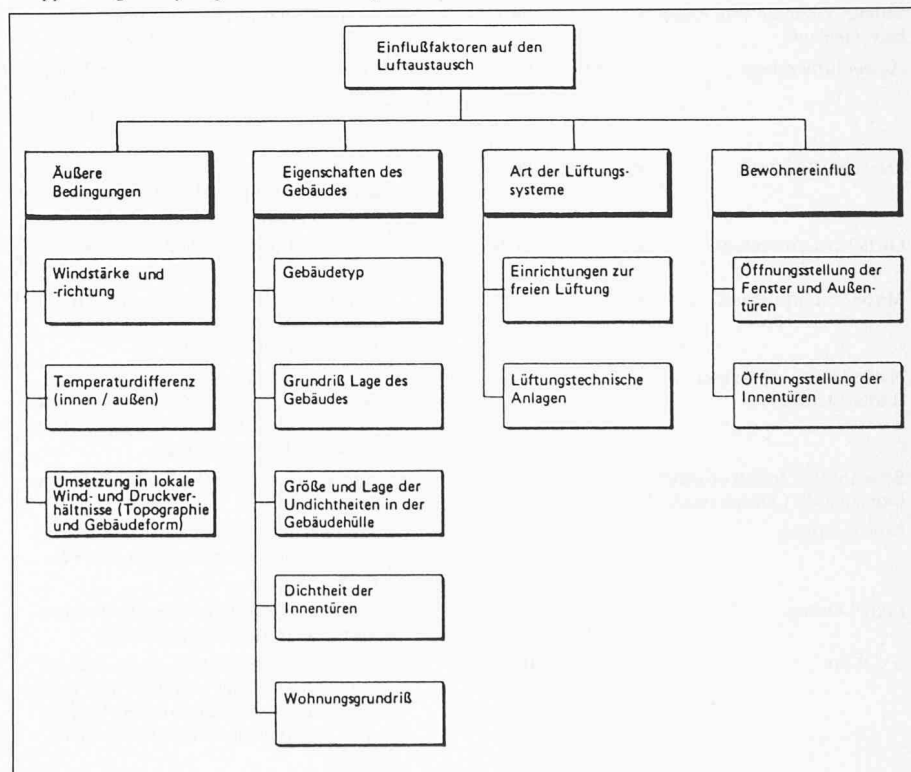 Einflußfaktoren auf den
Luftaustausch
Äußere
Bedingungen
Windstärke und
-richtung
Temperaturdifferenz
(innen / außen)
Umsetzung in lokale
Wind- und Druckver-
hältnisse (Topographie
und Gebäudeform)
Eigenschaften des
Gebäudes
Gebäudetyp
Grundriß Lage des
Gebäudes
Größe und Lage der
Undichtheiten in der
Gebäudehülle
Dichtheit der
Innentüren
Wohnungsgrundriß
Art der Lüftungs-
systeme
Einrichtungen zur
freien Lüftung
Lüftungstechnische
Anlagen
Bewohnereinfluß
Öffnungsstellung der
Fenster und Außen-
türen
Öffnungsstellung der
Innentüren